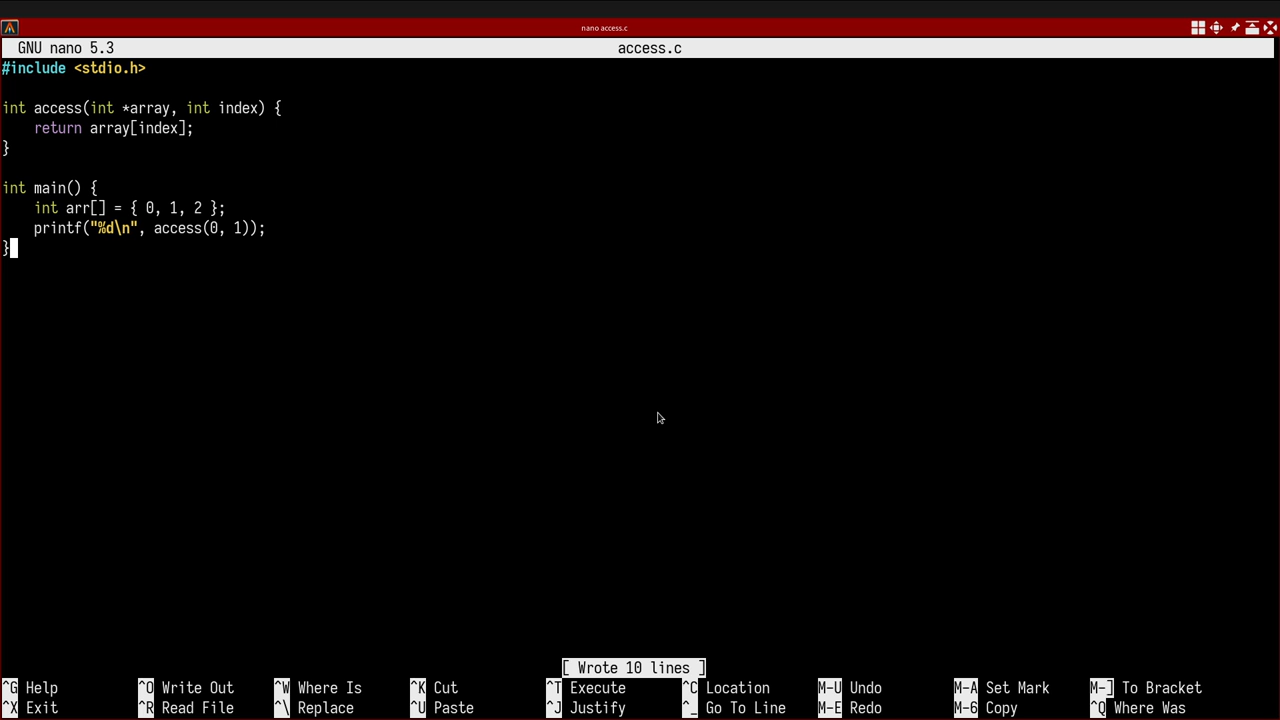 nano access.c
GNU nano 5.3 access.c
#include <stdio.h>
int access(int *array, int index) {
    return array[index];
}
int main() {
    int arr[] = { 0, 1, 2 };
    printf("%d\n", access(0, 1));
}
[ Wrote 10 lines ]
^G Help ^O Write Out ^W Where Is ^K Cut ^T Execute ^C Location M-U Undo M-A Set Mark M-] To Bracket
^X Exit ^R Read File ^\ Replace ^U Paste ^J Justify ^_ Go To Line M-E Redo M-6 Copy ^Q Where Was